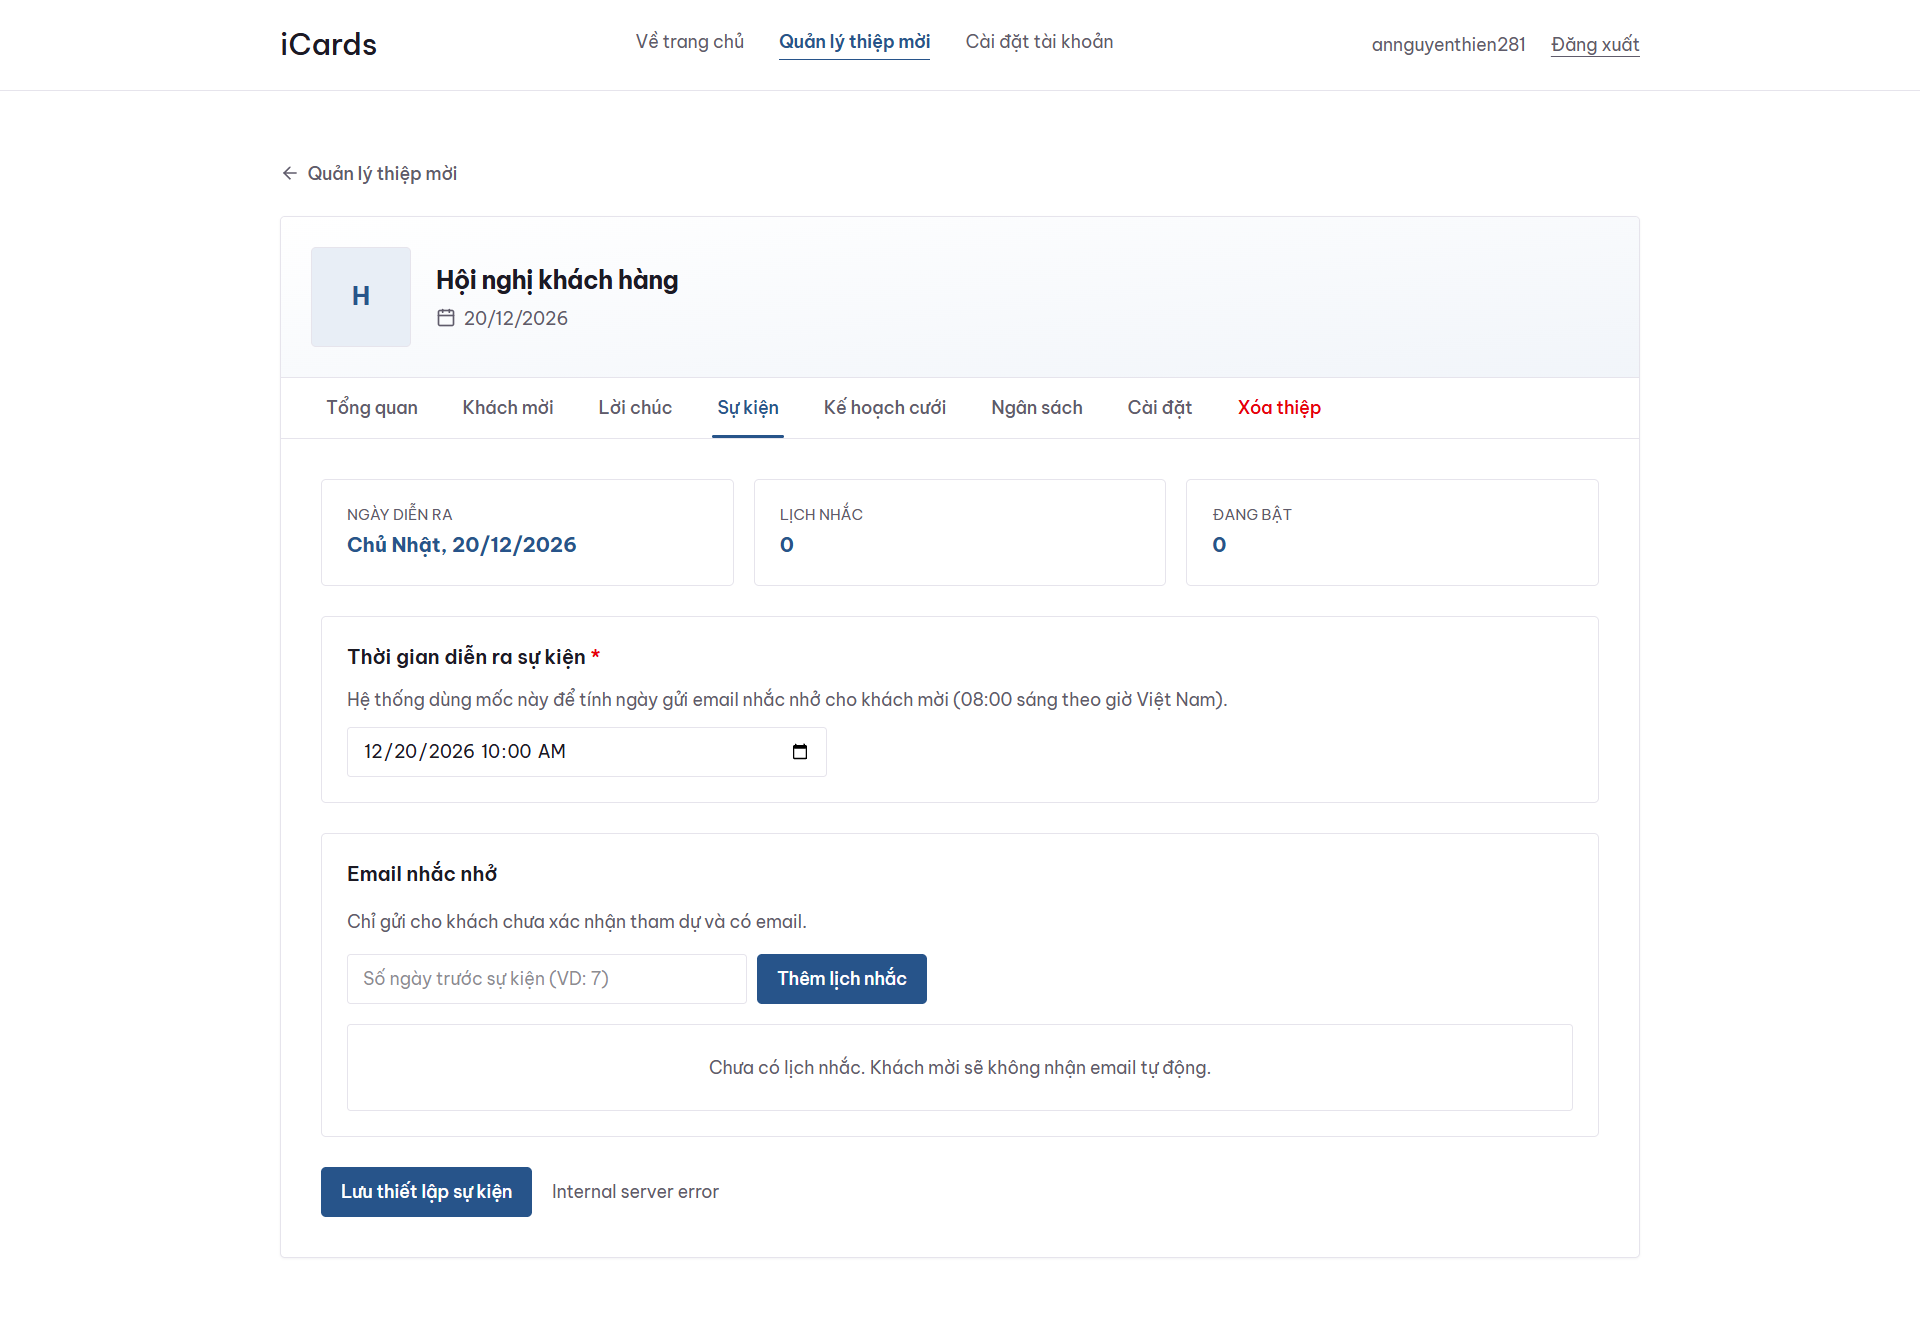 iCards
Về trang chủ
Quản lý thiệp mời
Cài đặt tài khoản
annguyenthien281
Đăng xuất
Quản lý thiệp mời
H
Hội nghị khách hàng
20/12/2026
Tổng quan
Khách mời
Lời chúc
Sự kiện
Kế hoạch cưới
Ngân sách
Cài đặt
Xóa thiệp
NGÀY DIỄN RA
Chủ Nhật, 20/12/2026
LỊCH NHẮC
0
ĐANG BẬT
0
Thời gian diễn ra sự kiện *
Hệ thống dùng mốc này để tính ngày gửi email nhắc nhở cho khách mời (08:00 sáng theo giờ Việt Nam).
12/20/2026 10:00 AM
Email nhắc nhở
Chỉ gửi cho khách chưa xác nhận tham dự và có email.
Số ngày trước sự kiện (VD: 7)
Thêm lịch nhắc
Chưa có lịch nhắc. Khách mời sẽ không nhận email tự động.
Lưu thiết lập sự kiện
Internal server error